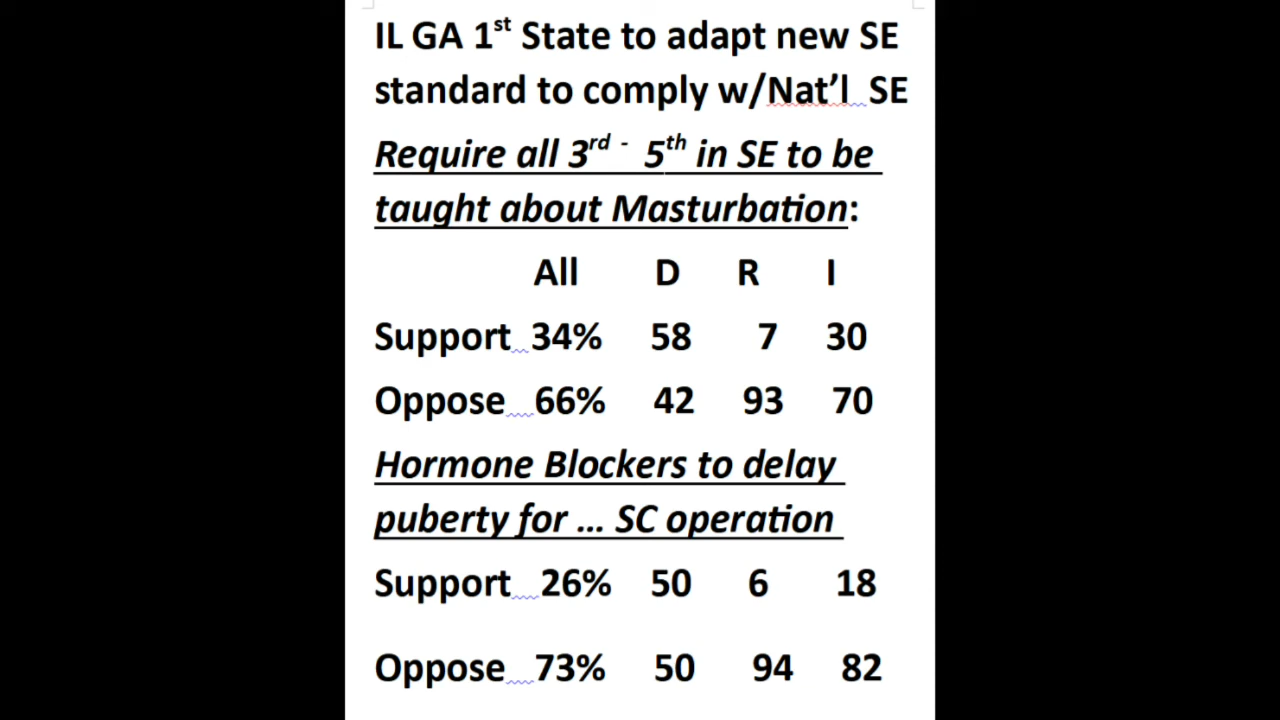 IL GA 1st State to adapt new SE
standard to comply w/Nat’l SE
Require all 3rd - 5th in SE to be
taught about Masturbation:
All D R I
Support 34% 58 7 30
Oppose 66% 42 93 70
Hormone Blockers to delay
puberty for ... SC operation
Support 26% 50 6 18
Oppose 73% 50 94 82